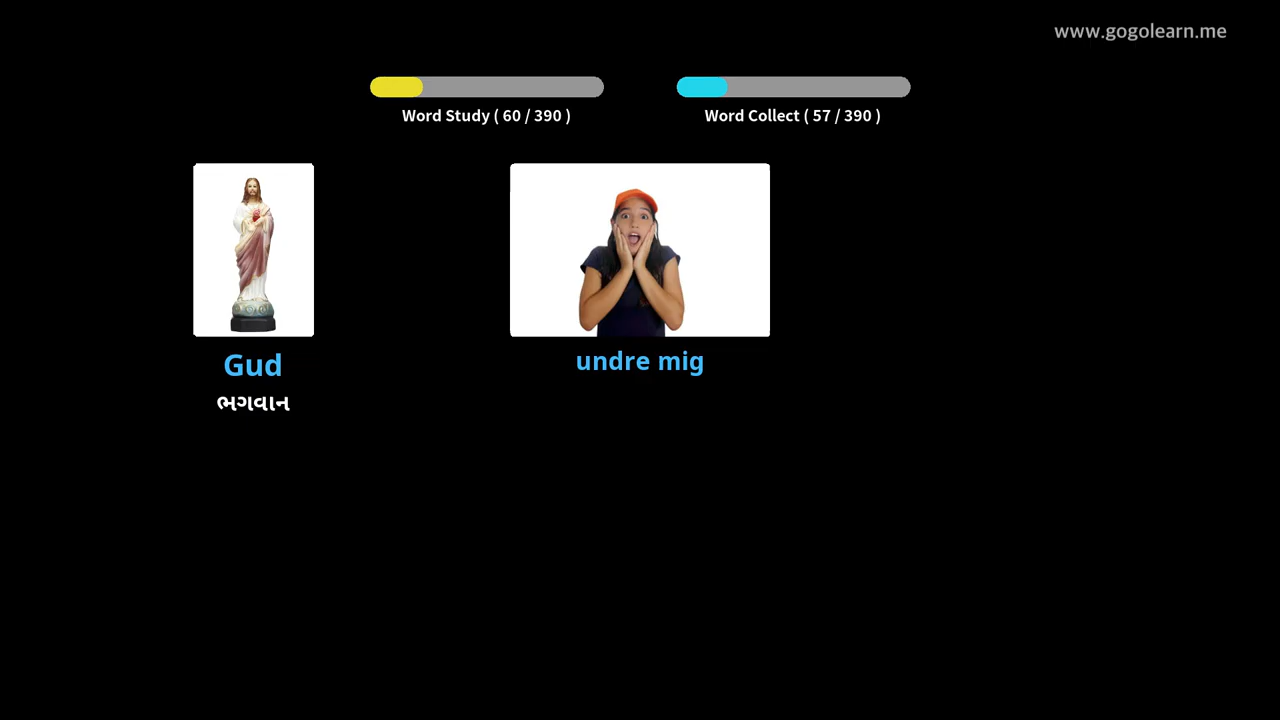 www.gogolearn.me
Word Study ( 60 / 390 )
Word Collect ( 57 / 390 )
Gud
ભગવાન
undre mig